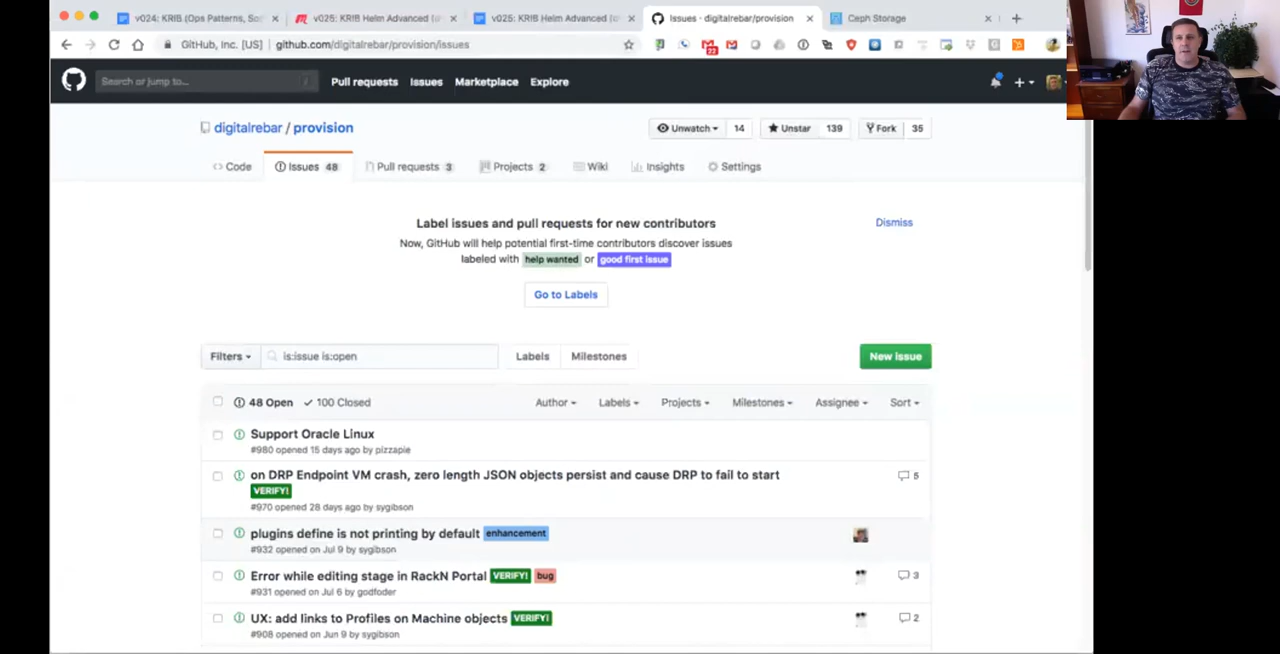 v024: KRIB (Ops Patterns, So
v025: KRIB Helm Advanced (o
v025: KRIB Helm Advanced (o
Issues · digitalrebar/provision
Ceph Storage
GitHub, Inc. [US] | github.com/digitalrebar/provision/issues
Search or jump to...
/
Pull requests
Issues
Marketplace
Explore
digitalrebar / provision
Unwatch
14
Unstar
139
Fork
35
Code
Issues 48
Pull requests 3
Projects 2
Wiki
Insights
Settings
Label issues and pull requests for new contributors
Dismiss
Now, GitHub will help potential first-time contributors discover issues
labeled with help wanted or good first issue
Go to Labels
Filters
is:issue is:open
Labels
Milestones
New issue
48 Open
100 Closed
Author
Labels
Projects
Milestones
Assignee
Sort
Support Oracle Linux
#980 opened 15 days ago by pizzapie
on DRP Endpoint VM crash, zero length JSON objects persist and cause DRP to fail to start
5
VERIFY!
#970 opened 28 days ago by sygibson
plugins define is not printing by default enhancement
#932 opened on Jul 9 by sygibson
Error while editing stage in RackN Portal VERIFY! bug
3
#931 opened on Jul 6 by godfoder
UX: add links to Profiles on Machine objects VERIFY!
2
#908 opened on Jun 9 by sygibson